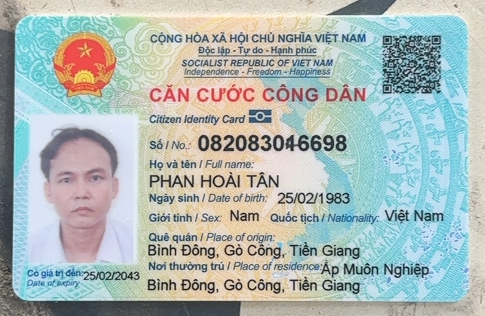 CỘNG HÒA XÃ HỘI CHỦ NGHĨA VIỆT NAM
Độc lập - Tự do - Hạnh phúc
SOCIALIST REPUBLIC OF VIET NAM
Independence - Freedom - Happiness
CĂN CƯỚC CÔNG DÂN
Citizen Identity Card
Số / No.: 082083046698
Họ và tên / Full name:
PHAN HOÀI TÂN
Ngày sinh / Date of birth: 25/02/1983
Giới tính / Sex: Nam Quốc tịch / Nationality: Việt Nam
Quê quán / Place of origin:
Bình Đông, Gò Công, Tiền Giang
Nơi thường trú / Place of residence: Ấp Muôn Nghiệp
Bình Đông, Gò Công, Tiền Giang
Có giá trị đến: 25/02/2043
Date of expiry